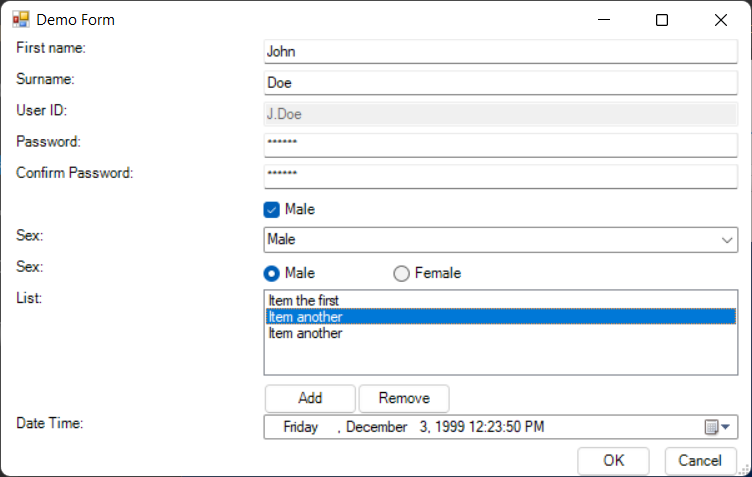 Demo Form
First name: John
Surname: Doe
User ID: J.Doe
Password: ******
Confirm Password: ******
Male
Sex: Male
Sex: Male Female
List: Item the first
Item another
Item another
Add Remove
Date Time: Friday , December 3, 1999 12:23:50 PM
OK Cancel